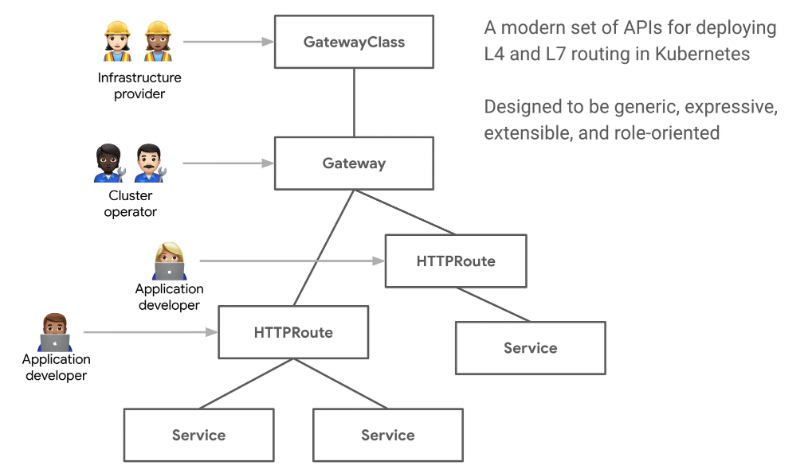 GatewayClass
A modern set of APIs for deploying
L4 and L7 routing in Kubernetes
Infrastructure
provider
Designed to be generic, expressive,
extensible, and role-oriented
Gateway
Cluster
operator
HTTPRoute
Application
developer
HTTPRoute
Service
Application
developer
Service
Service